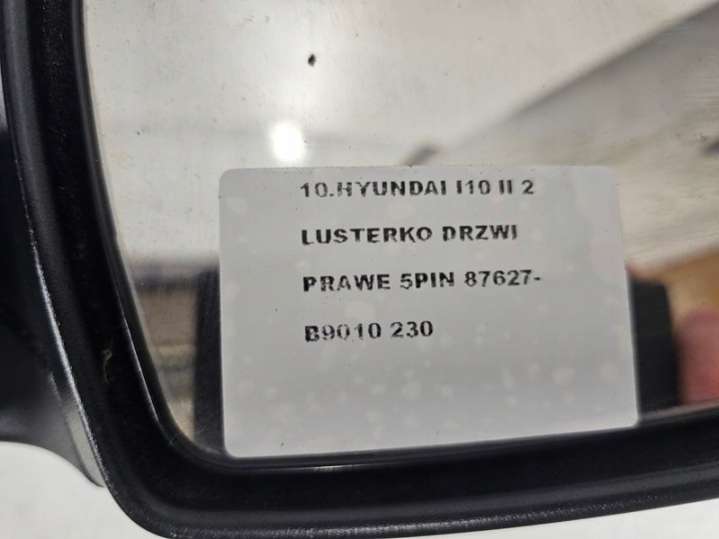 10.HYUNDAI I10 II 2
LUSTERKO DRZWI
PRAWE 5PIN 87627-
B9010 230